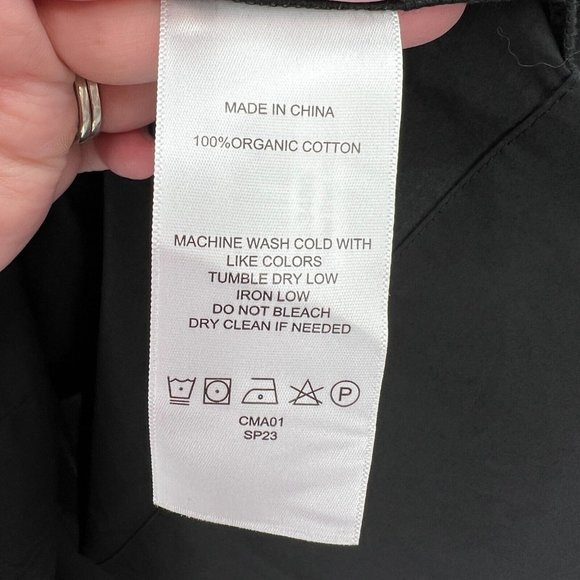 MADE IN CHINA
100%ORGANIC COTTON
MACHINE WASH COLD WITH
LIKE COLORS
TUMBLE DRY LOW
IRON LOW
DO NOT BLEACH
DRY CLEAN IF NEEDED
P
CMA01
SP23